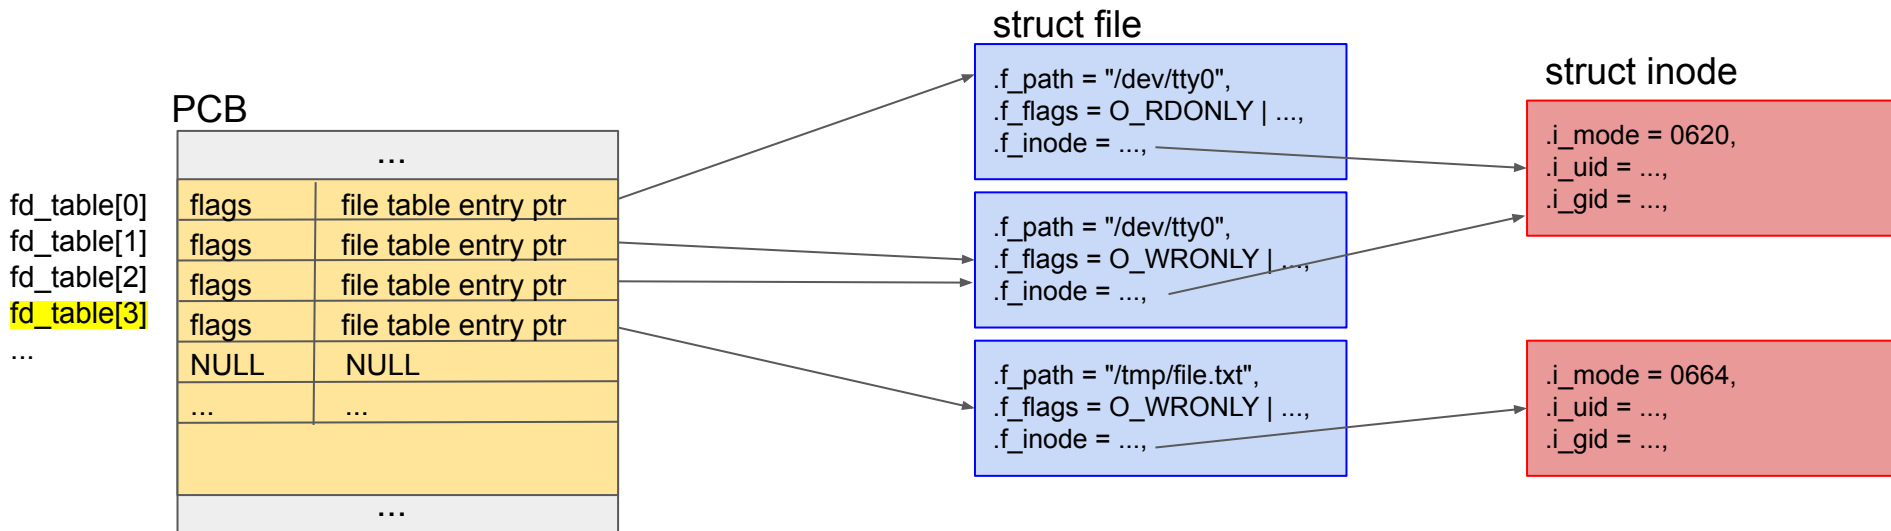 struct file
struct inode
PCB
...
fd_table[0] flags file table entry ptr
fd_table[1] flags file table entry ptr
fd_table[2] flags file table entry ptr
fd_table[3] flags file table entry ptr
... NULL NULL
... ...
...
.f_path = "/dev/tty0",
.f_flags = O_RDONLY | ...,
.f_inode = ...,
.f_path = "/dev/tty0",
.f_flags = O_WRONLY | ...,
.f_inode = ...,
.f_path = "/tmp/file.txt",
.f_flags = O_WRONLY | ...,
.f_inode = ...,
.i_mode = 0620,
.i_uid = ...,
.i_gid = ...,
.i_mode = 0664,
.i_uid = ...,
.i_gid = ...,